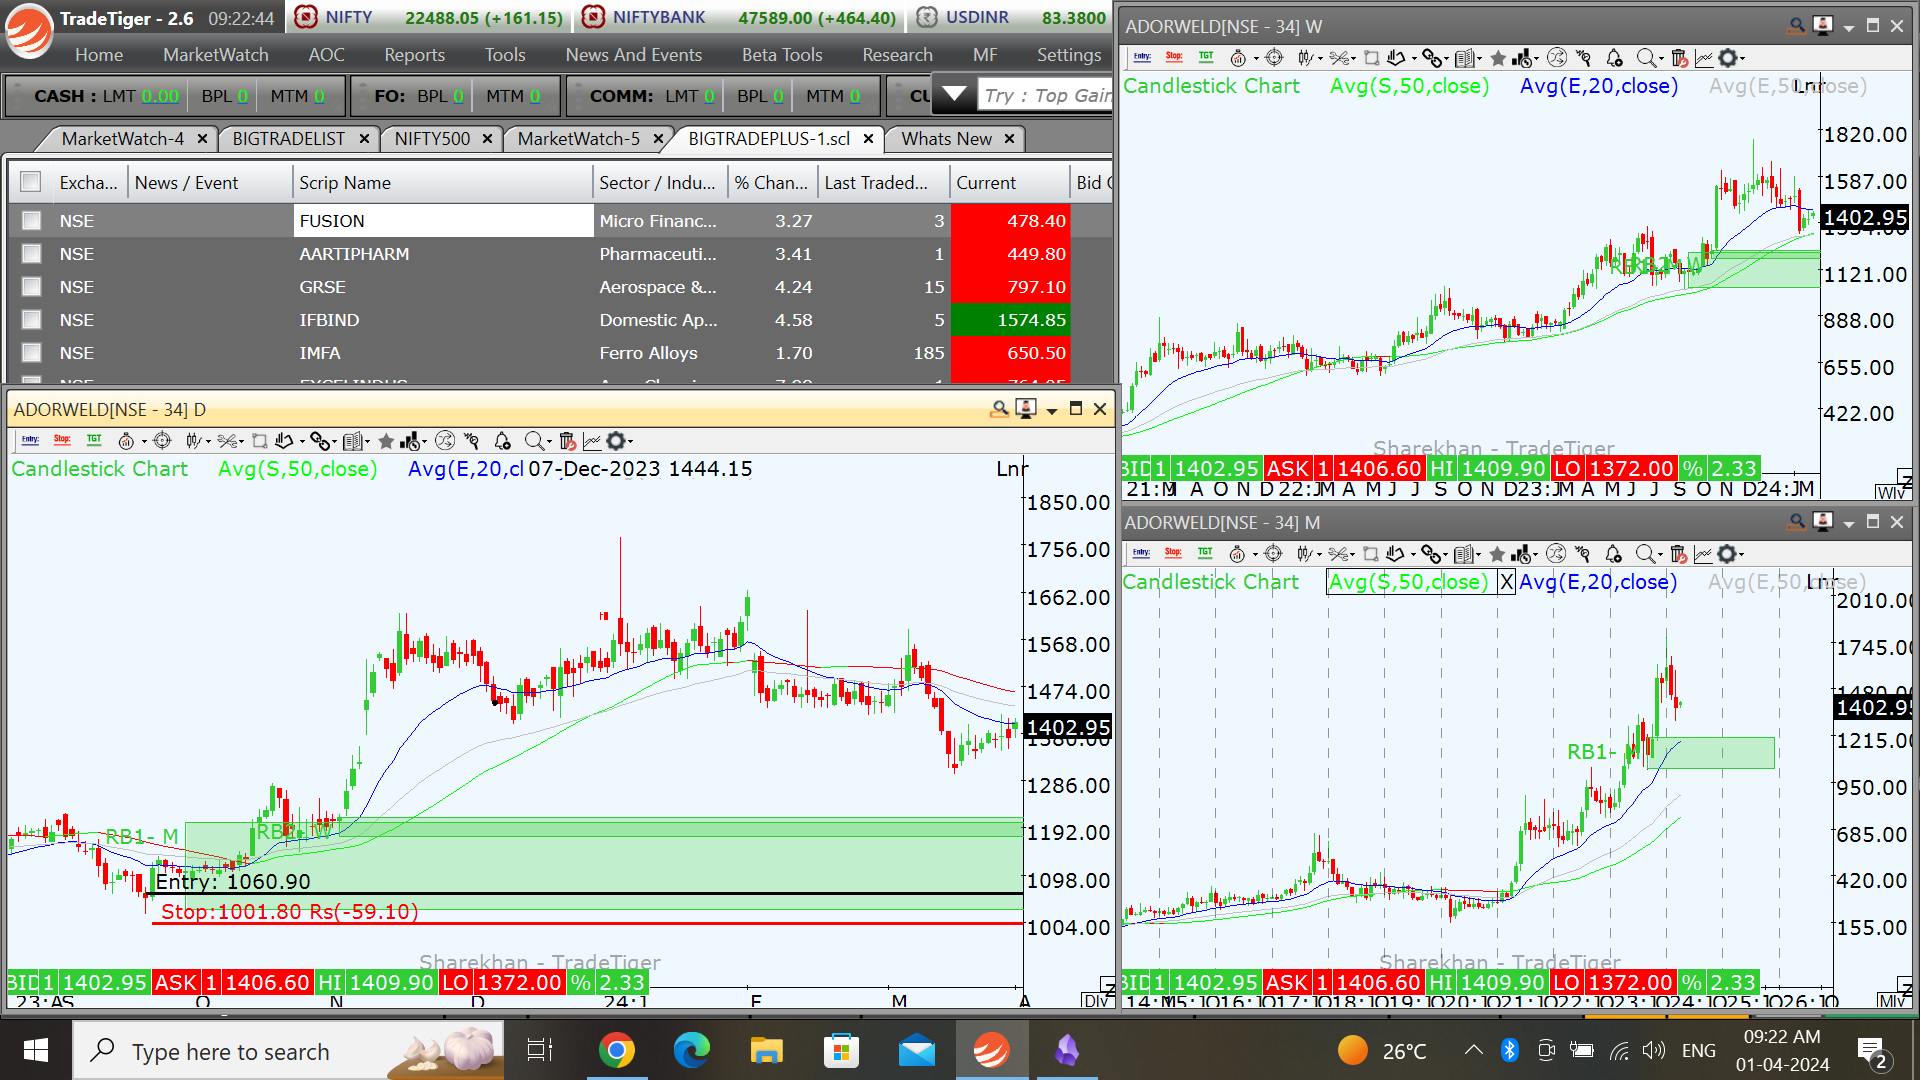 TradeTiger - 2.6 09:22:44 NIFTY 22488.05 (+161.15) NIFTYBANK 47589.00 (+464.40) USDINR 83.3800
Home MarketWatch AOC Reports Tools News And Events Beta Tools Research MF Settings
CASH : LMT 0.00 BPL 0 MTM 0 FO: BPL 0 MTM 0 COMM: LMT 0 BPL 0 MTM 0 CU Try : Top Gain
MarketWatch-4 BIGTRADELIST NIFTY500 MarketWatch-5 BIGTRADEPLUS-1.scl Whats New
Excha... News / Event Scrip Name Sector / Indu... % Chan... Last Traded... Current Bid
NSE FUSION Micro Financ... 3.27 3 478.40
NSE AARTIPHARM Pharmaceuti... 3.41 1 449.80
NSE GRSE Aerospace &... 4.24 15 797.10
NSE IFBIND Domestic Ap... 4.58 5 1574.85
NSE IMFA Ferro Alloys 1.70 185 650.50
ADORWELD[NSE - 34] D
Entry: Stop: TGT
Candlestick Chart Avg(S,50,close) Avg(E,20,cl 07-Dec-2023 1444.15 Lnr
1850.00
1756.00
1662.00
1568.00
1474.00
1402.95
1380.00
1286.00
1192.00
1098.00
1004.00
RB1- M
Entry: 1060.90
Stop:1001.80 Rs(-59.10)
Sharekhan - TradeTiger
BID 1 1402.95 ASK 1 1406.60 HI 1409.90 LO 1372.00 % 2.33
23:AS O N D 24:J F M A
ADORWELD[NSE - 34] W
Entry: Stop: TGT
Candlestick Chart Avg(S,50,close) Avg(E,20,close) Avg(E,50,close) Lnr
1820.00
1587.00
1402.95
1354.00
1121.00
888.00
655.00
422.00
Sharekhan - TradeTiger
BID 1 1402.95 ASK 1 1406.60 HI 1409.90 LO 1372.00 % 2.33
21:M A O N D 22:JM A M J J S O N D 23:JM A M J J S O N D 24:JM
ADORWELD[NSE - 34] M
Entry: Stop: TGT
Candlestick Chart Avg(S,50,close) X Avg(E,20,close) Avg(E,50,close) Lnr
2010.00
1745.00
1480.00
1402.95
1215.00
950.00
685.00
420.00
155.00
RB1- M
Sharekhan - TradeTiger
BID 1 1402.95 ASK 1 1406.60 HI 1409.90 LO 1372.00 % 2.33
Type here to search 26°C ENG 09:22 AM
01-04-2024
2